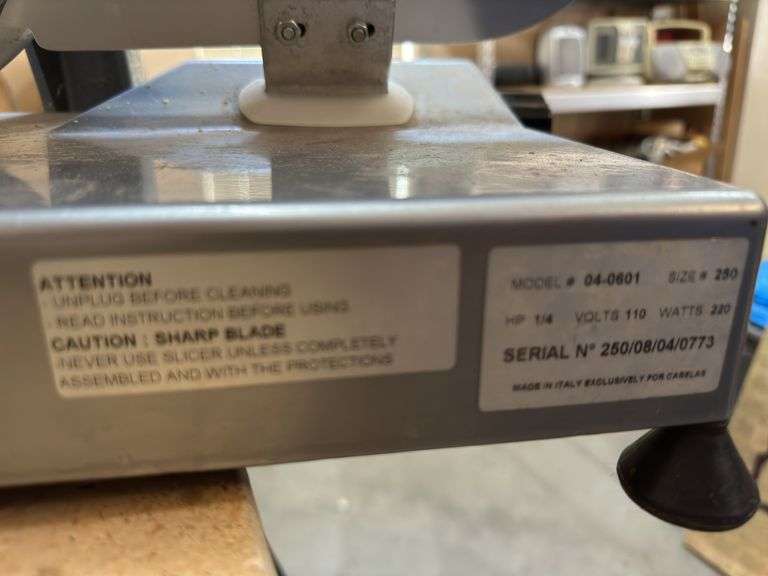 ATTENTION
- UNPLUG BEFORE CLEANING
- READ INSTRUCTION BEFORE USING
CAUTION : SHARP BLADE
-NEVER USE SLICER UNLESS COMPLETELY
ASSEMBLED AND WITH THE PROTECTIONS
MODEL # 04-0601 SIZE # 250
HP 1/4 VOLTS 110 WATTS 220
SERIAL N° 250/08/04/0773
MADE IN ITALY EXCLUSIVELY FOR CASELAS